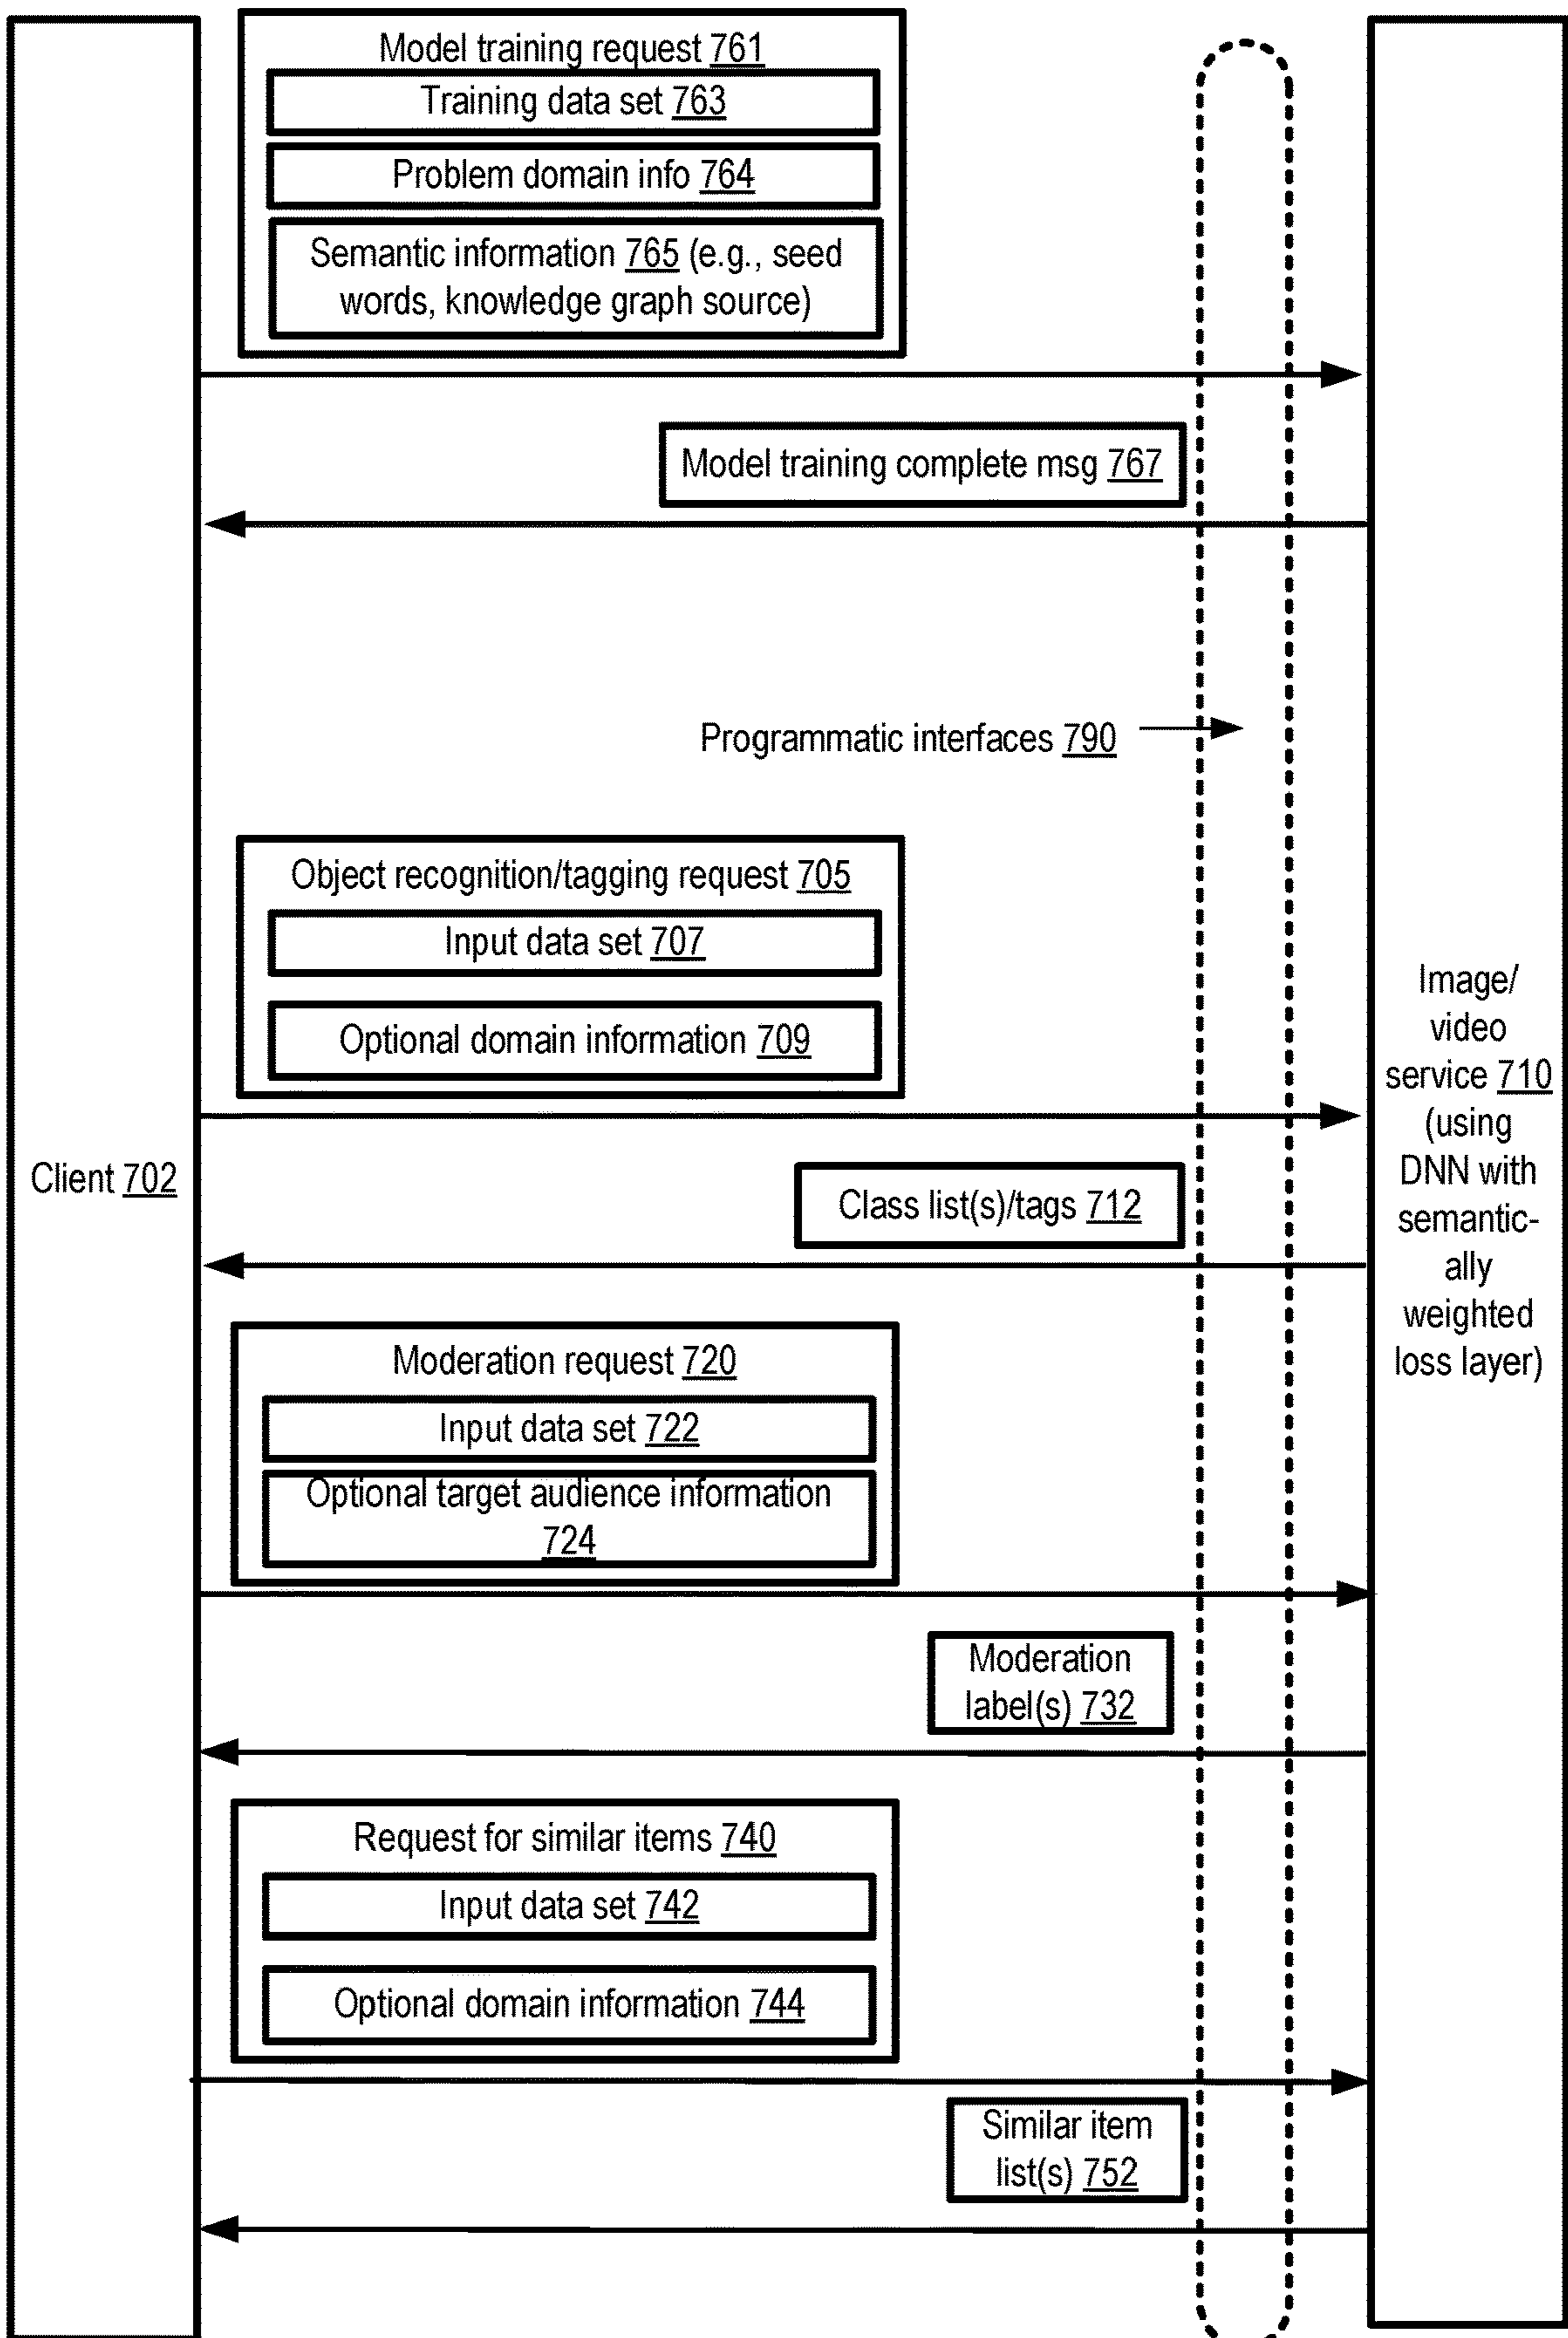 Model training request 761
Training data set 763
Problem domain info 764
Semantic information 765 (e.g., seed
words, knowledge graph source)
Model training complete msg 767
Programmatic interfaces 790
Object recognition/tagging request 705
Input data set 707
Optional domain information 709
Client 702
Class list(s)/tags 712
Image/
video
service 710
(using
DNN with
semantic-
ally
weighted
loss layer)
Moderation request 720
Input data set 722
Optional target audience information
724
Moderation
label(s) 732
Request for similar items 740
Input data set 742
Optional domain information 744
Similar item
list(s) 752